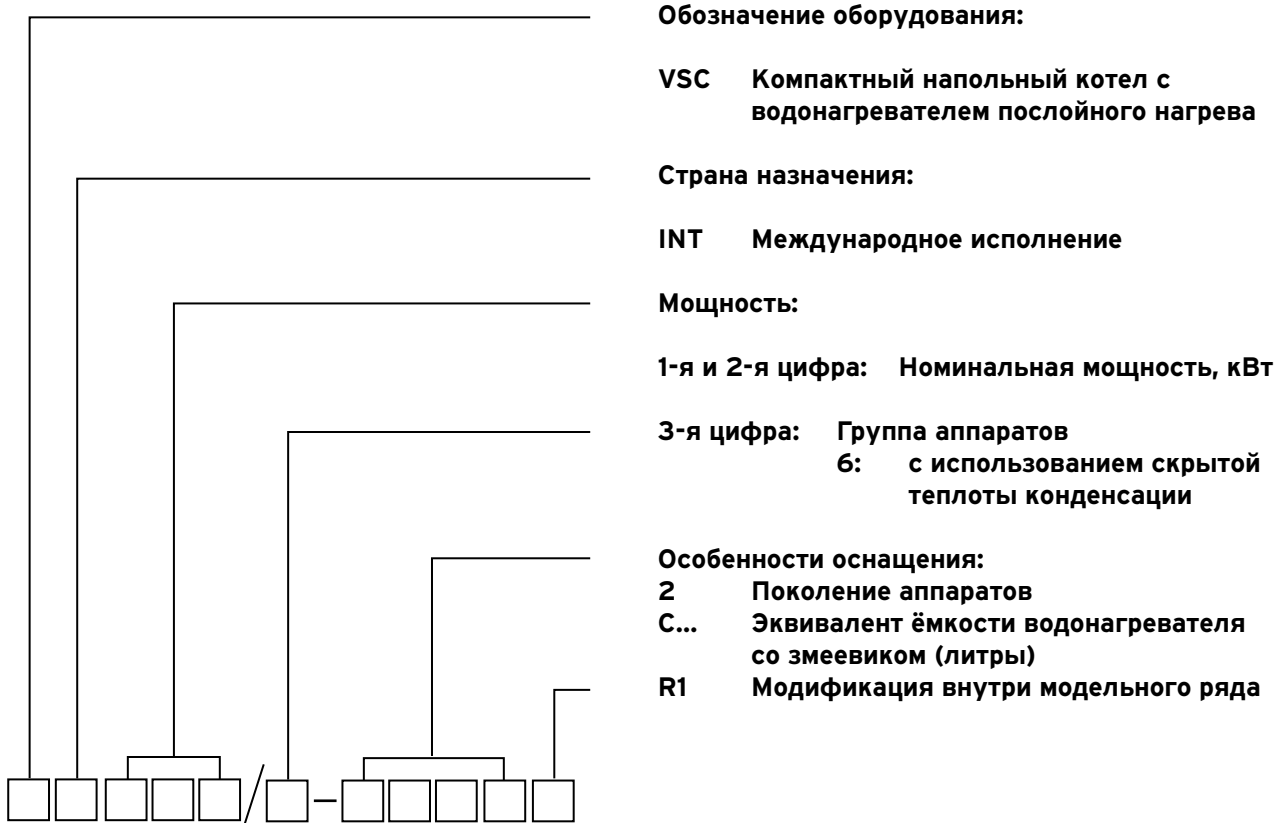 Обозначение оборудования:
VSC Компактный напольный котел с
водонагревателем послойного нагрева
Страна назначения:
INT Международное исполнение
Мощность:
1-я и 2-я цифра: Номинальная мощность, кВт
3-я цифра: Группа аппаратов
6: с использованием скрытой
теплоты конденсации
Особенности оснащения:
2 Поколение аппаратов
C... Эквивалент ёмкости водонагревателя
со змеевиком (литры)
R1 Модификация внутри модельного ряда
/ –